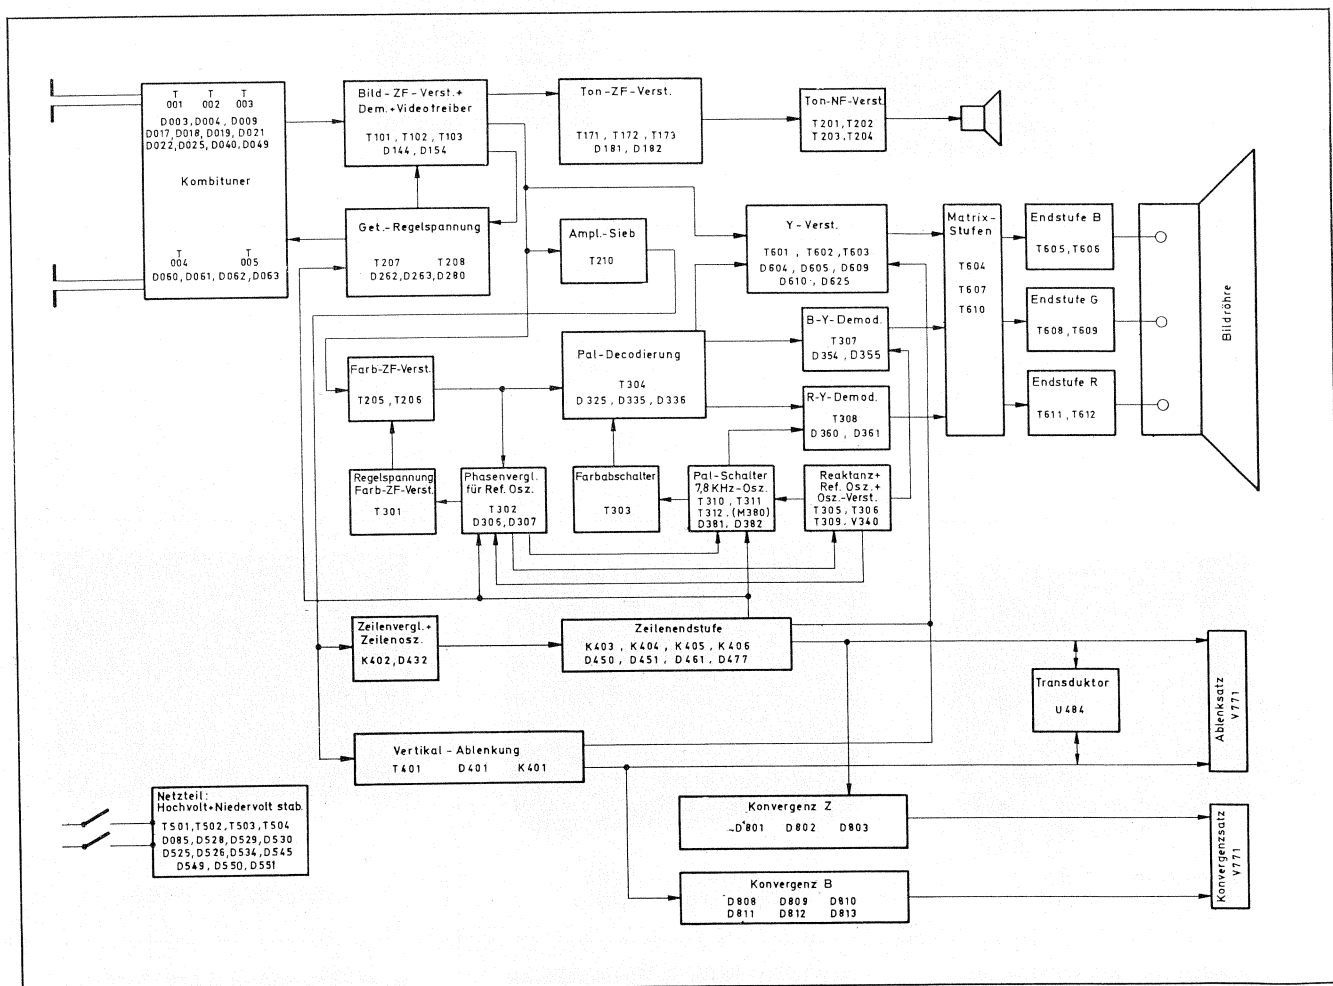 T T T
001 002 003
D003, D004, D009
D017, D018, D019, D021
D022, D025, D040, D049
Kombituner
T T
004 005
D060, D061, D062, D063
Bild-ZF-Verst.+
Dem.+Videotreiber
T101, T102, T103
D144, D154
Ton-ZF-Verst.
T171, T172, T173
D181, D182
Ton-NF-Verst.
T201, T202
T203, T204
Get.-Regelspannung
T207 T208
D262, D263, D280
Ampl.-Sieb
T210
Y-Verst.
T601, T602, T603
D604, D605, D609
D610, D625
Matrix-
Stufen
T604
T607
T610
Endstufe B
T605, T606
Endstufe G
T608, T609
Endstufe R
T611, T612
Bildröhre
Farb-ZF-Verst.
T205, T206
Pal-Decodierung
T304
D325, D335, D336
B-Y-Demod.
T307
D354, D355
R-Y-Demod.
T308
D360, D361
Regelspannung
Farb-ZF-Verst.
T301
Phasenvergl.
für Ref. Osz.
T302
D306, D307
Farbabschalter
T303
Pal-Schalter
7,8 KHz-Osz.
T310, T311
T312.(M380)
D381, D382
Reaktanz+
Ref. Osz.+
Osz.-Verst.
T305, T306
T309. V340
Zeilenvergl.+
Zeilenosz.
K402, D432
Zeilenendstufe
K403, K404, K405, K406
D450, D451, D461, D477
Transduktor
U484
Ablenksatz
V771
Vertikal-Ablenkung
T401 D401 K401
Netzteil:
Hochvolt+Niedervolt stab.
T501, T502, T503, T504
D085, D528, D529, D530
D525, D526, D534, D545
D549, D550, D551
Konvergenz Z
D801 D802 D803
Konvergenz B
D808 D809 D810
D811 D812 D813
Konvergenzsatz
V771